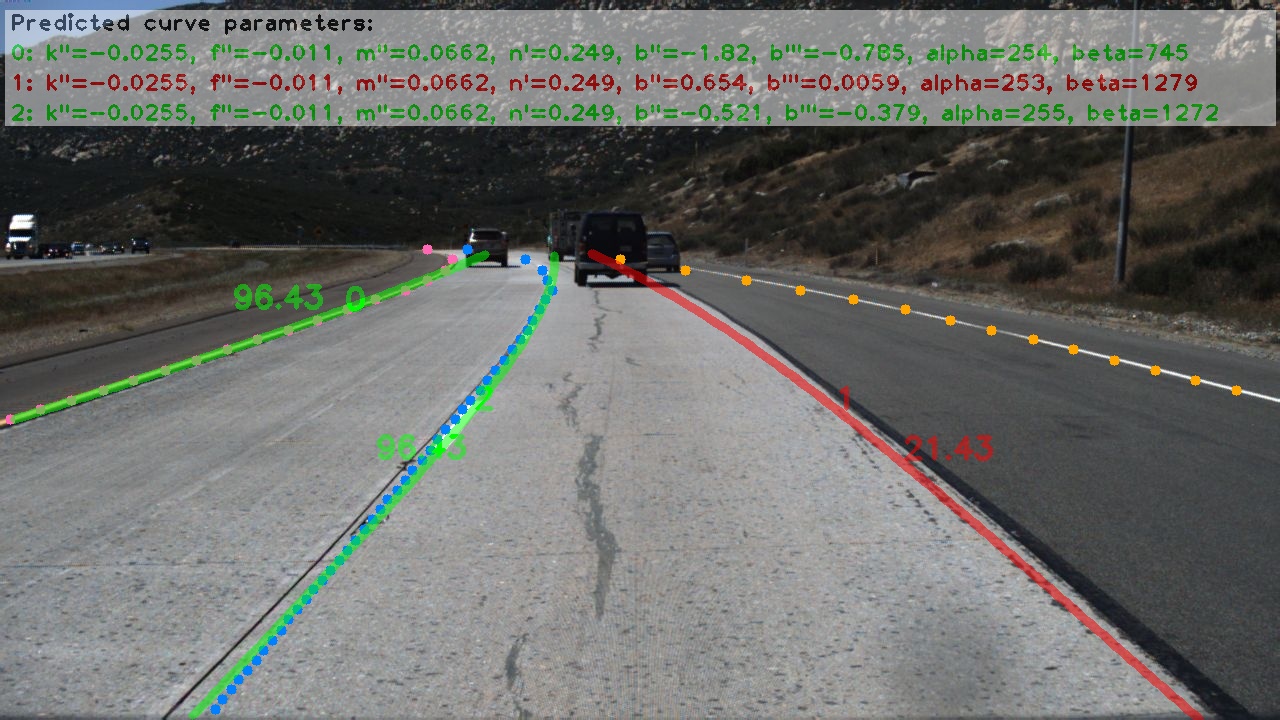 Predicted curve parameters:
0: k''=-0.0255, f''=-0.011, m''=0.0662, n'=0.249, b''=-1.82, b'''=-0.785, alpha=254, beta=745
1: k''=-0.0255, f''=-0.011, m''=0.0662, n'=0.249, b''=0.654, b'''=0.0059, alpha=253, beta=1279
2: k''=-0.0255, f''=-0.011, m''=0.0662, n'=0.249, b''=-0.521, b'''=-0.379, alpha=255, beta=1272
96.43 0
1
2
96.43
21.43